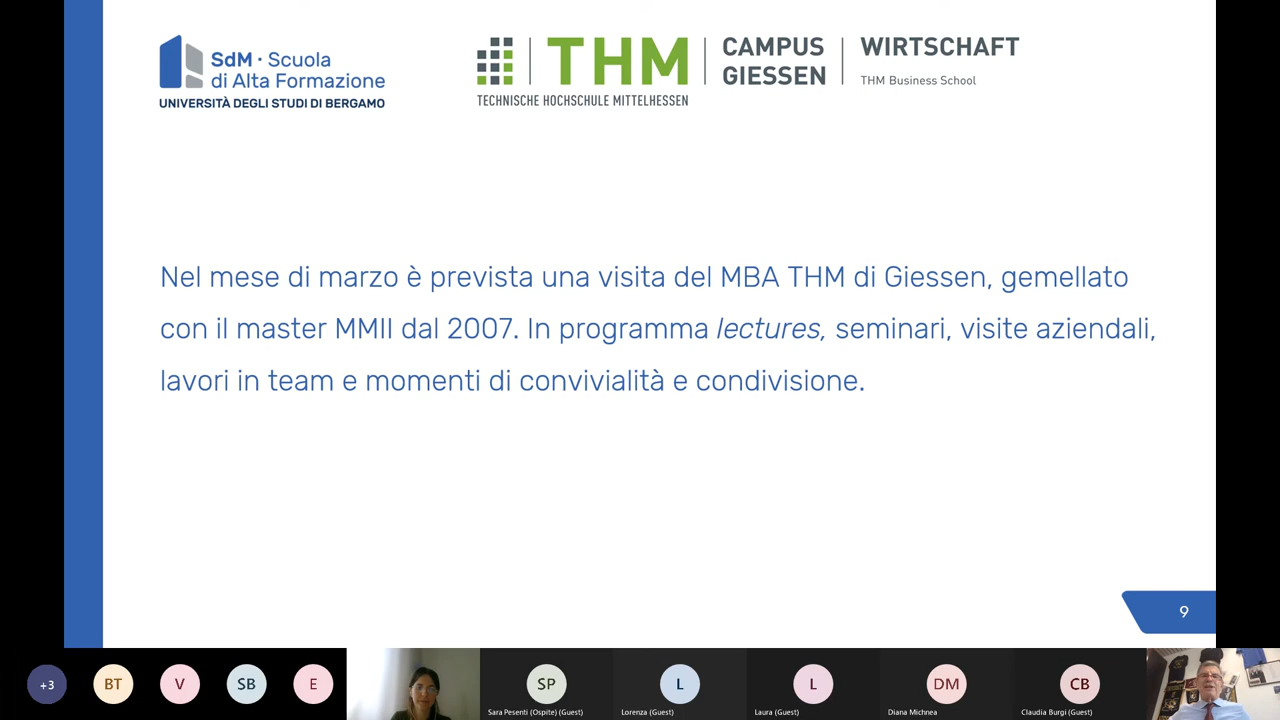 SdM · Scuola
di Alta Formazione
UNIVERSITÀ DEGLI STUDI DI BERGAMO
THM
TECHNISCHE HOCHSCHULE MITTELHESSEN
CAMPUS
GIESSEN
WIRTSCHAFT
THM Business School
Nel mese di marzo è prevista una visita del MBA THM di Giessen, gemellato
con il master MMII dal 2007. In programma lectures, seminari, visite aziendali,
lavori in team e momenti di convivialità e condivisione.
9
+3
BT
V
SB
E
SP
Sara Pesenti (Ospite) (Guest)
L
Lorenza (Guest)
L
Laura (Guest)
DM
Diana Michnea
CB
Claudia Burgi (Guest)